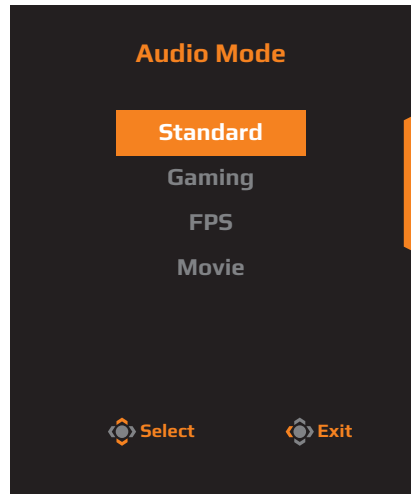 Audio Mode
Standard
Gaming
FPS
Movie
Select Exit